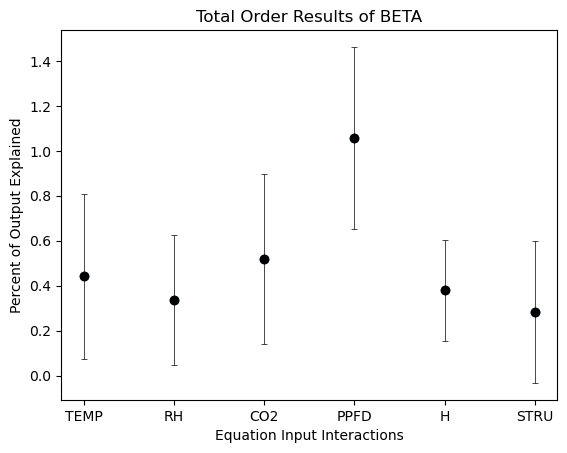 Total Order Results of BETA
Percent of Output Explained
1.4
1.2
1.0
0.8
0.6
0.4
0.2
0.0
TEMP RH CO2 PPFD H STRU
Equation Input Interactions